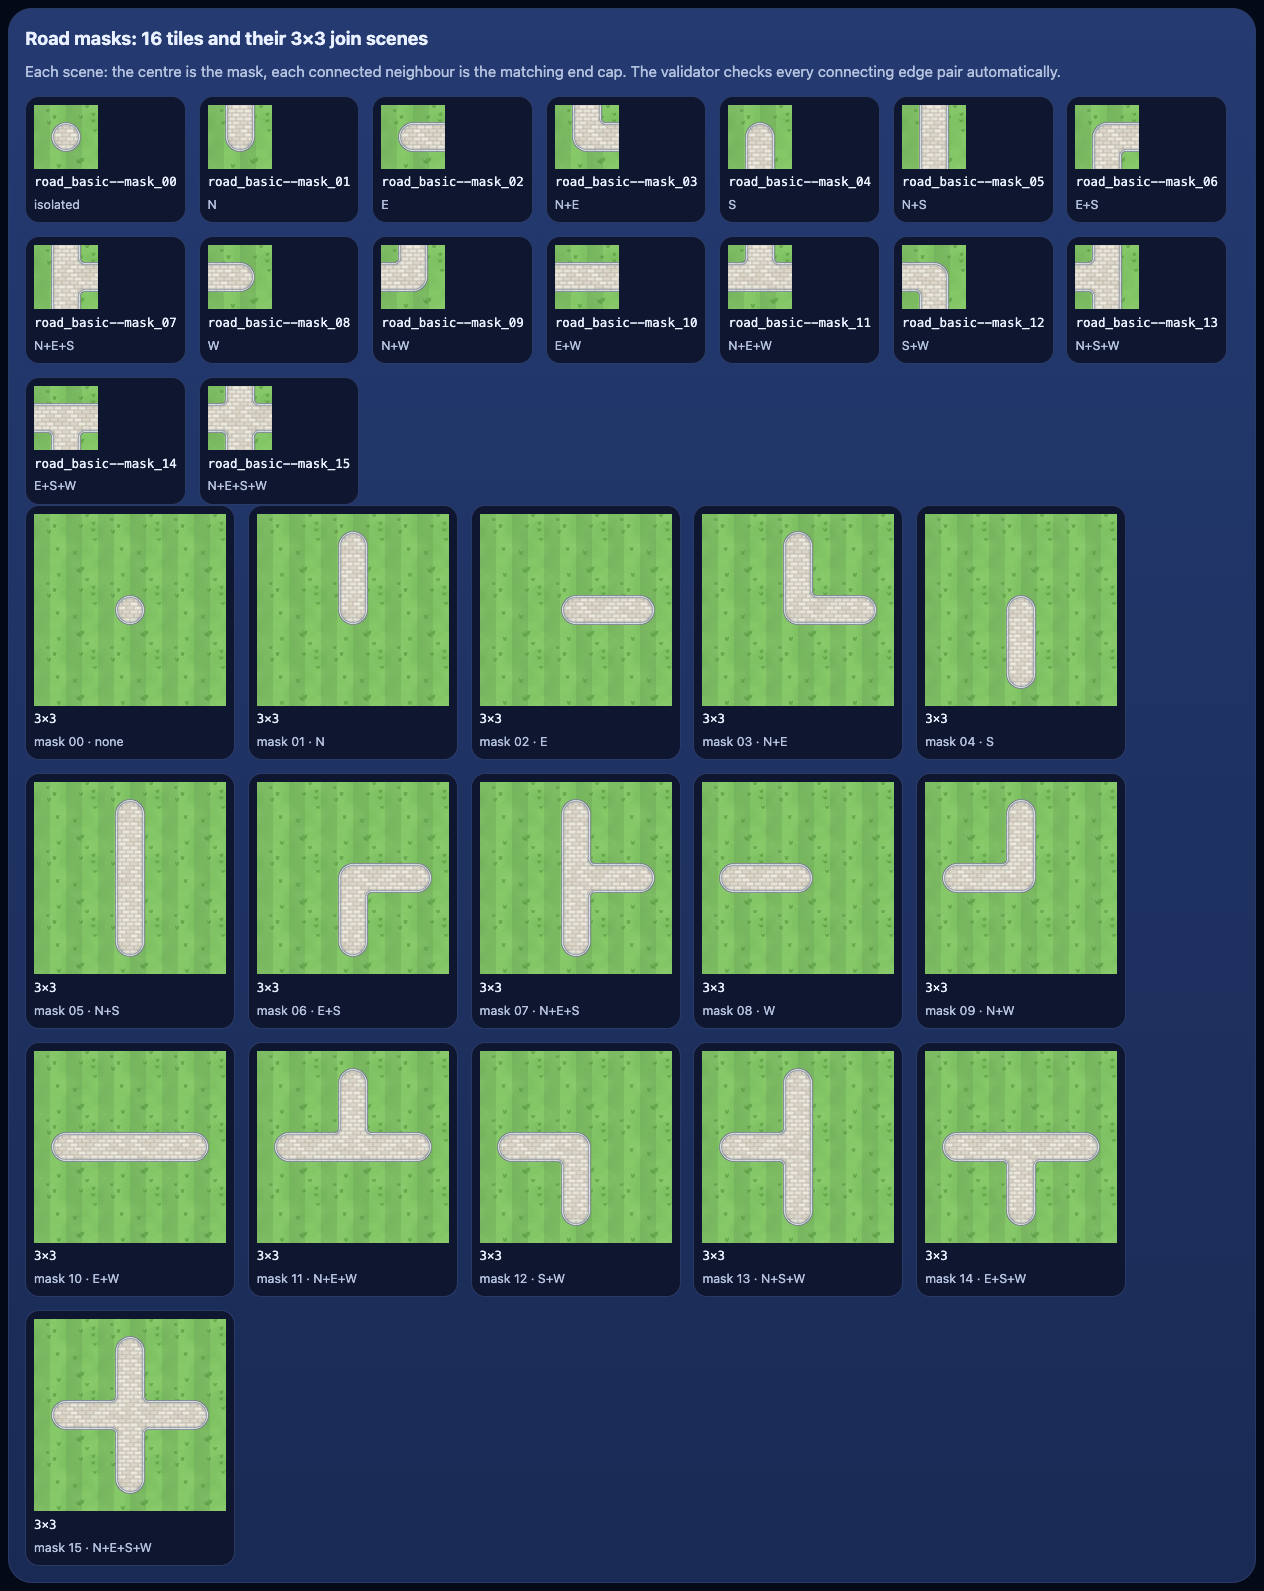 Road masks: 16 tiles and their 3×3 join scenes
Each scene: the centre is the mask, each connected neighbour is the matching end cap. The validator checks every connecting edge pair automatically.
road_basic--mask_00
isolated
road_basic--mask_01
N
road_basic--mask_02
E
road_basic--mask_03
N+E
road_basic--mask_04
S
road_basic--mask_05
N+S
road_basic--mask_06
E+S
road_basic--mask_07
N+E+S
road_basic--mask_08
W
road_basic--mask_09
N+W
road_basic--mask_10
E+W
road_basic--mask_11
N+E+W
road_basic--mask_12
S+W
road_basic--mask_13
N+S+W
road_basic--mask_14
E+S+W
road_basic--mask_15
N+E+S+W
3×3
mask 00 · none
3×3
mask 01 · N
3×3
mask 02 · E
3×3
mask 03 · N+E
3×3
mask 04 · S
3×3
mask 05 · N+S
3×3
mask 06 · E+S
3×3
mask 07 · N+E+S
3×3
mask 08 · W
3×3
mask 09 · N+W
3×3
mask 10 · E+W
3×3
mask 11 · N+E+W
3×3
mask 12 · S+W
3×3
mask 13 · N+S+W
3×3
mask 14 · E+S+W
3×3
mask 15 · N+E+S+W